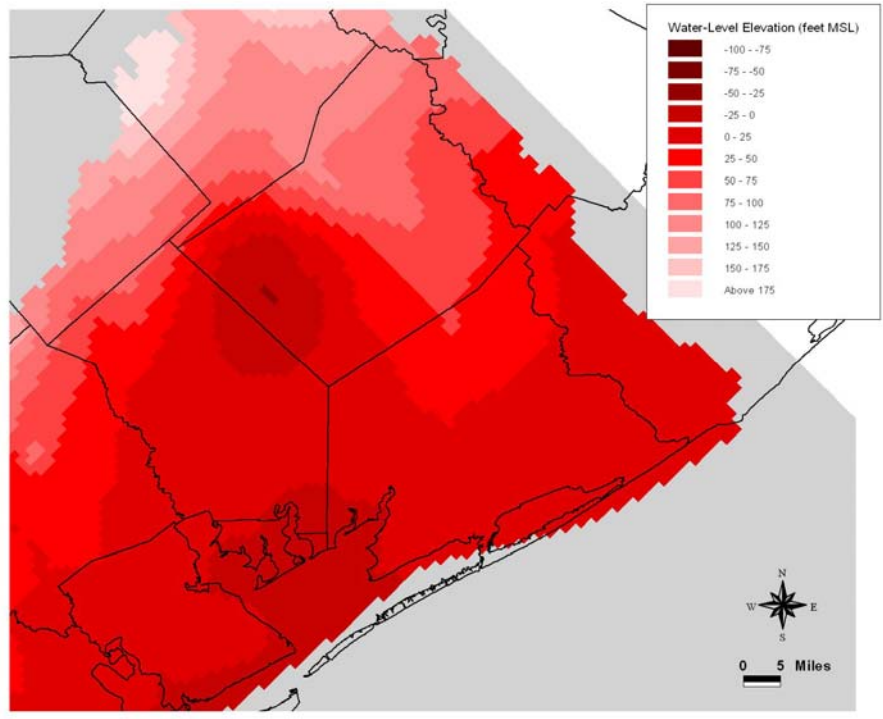 Water-Level Elevation (feet MSL)
-100 - -75
-75 - -50
-50 - -25
-25 - 0
0 - 25
25 - 50
50 - 75
75 - 100
100 - 125
125 - 150
150 - 175
Above 175
N
W E
S
0 5 Miles